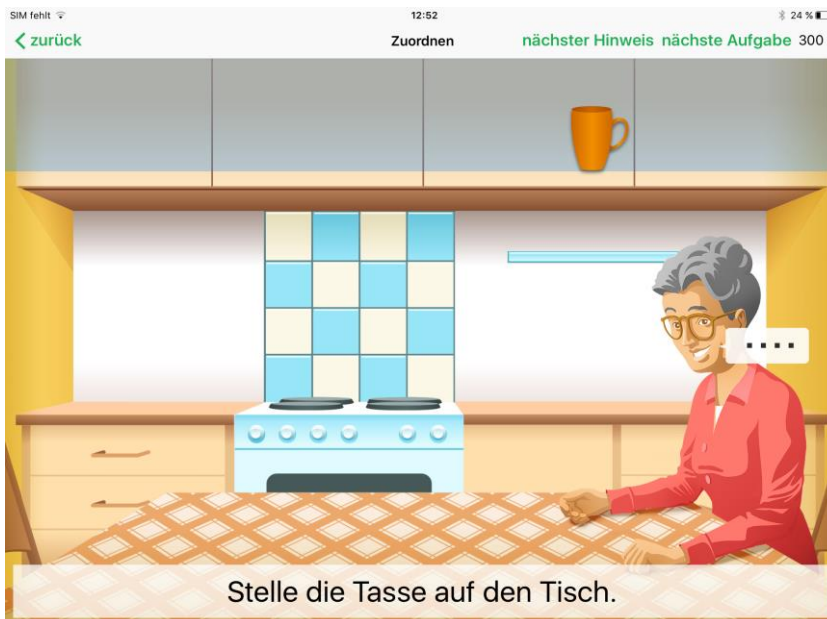 SIM fehlt 12:52 24 %
zurück Zuordnen nächster Hinweis nächste Aufgabe 300
....
Stelle die Tasse auf den Tisch.